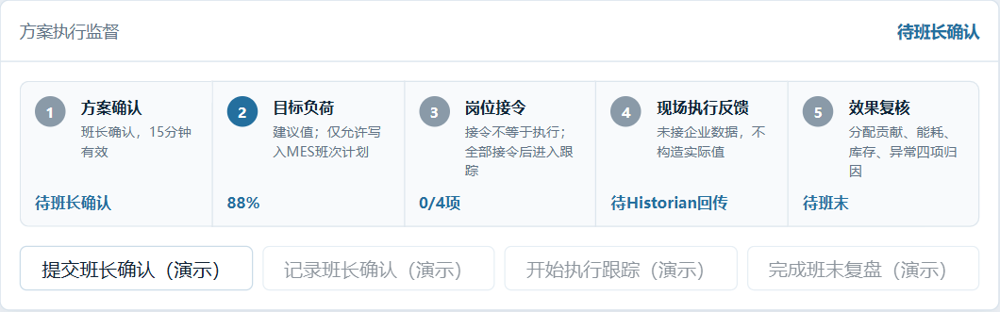 方案执行监督
待班长确认
1
方案确认
班长确认，15分钟
有效
待班长确认
2
目标负荷
建议值；仅允许写
入MES班次计划
88%
3
岗位接令
接令不等于执行；
全部接令后进入跟
踪
0/4项
4
现场执行反馈
未接企业数据，不
构造实际值
待Historian回传
5
效果复核
分配贡献、能耗、
库存、异常四项归
因
待班末
提交班长确认（演示）
记录班长确认（演示）
开始执行跟踪（演示）
完成班末复盘（演示）